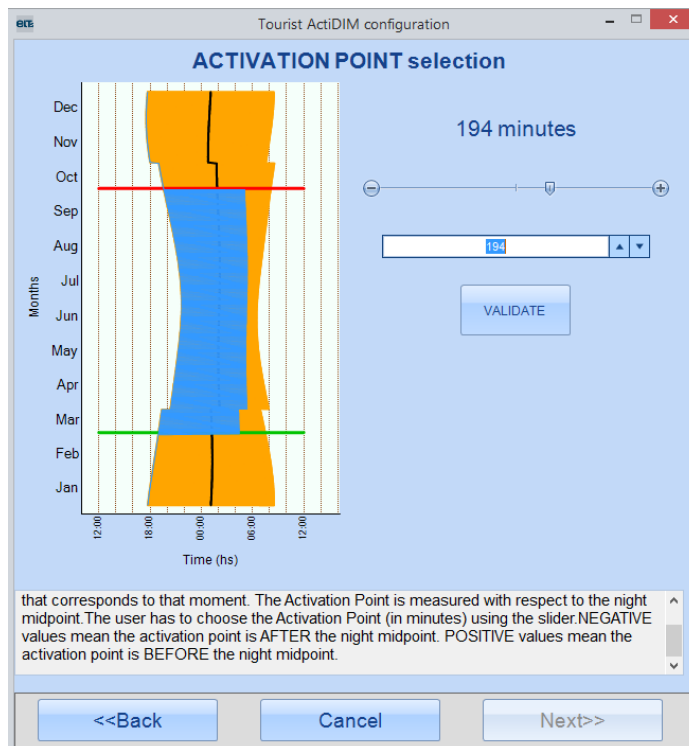 Tourist ActiDIM configuration
ACTIVATION POINT selection
Dec
Nov
Oct
Sep
Aug
Jul
Jun
May
Apr
Mar
Feb
Jan
Months
12:00
18:00
00:00
06:00
12:00
Time (hs)
194 minutes
194
VALIDATE
that corresponds to that moment. The Activation Point is measured with respect to the night
midpoint.The user has to choose the Activation Point (in minutes) using the slider.NEGATIVE
values mean the activation point is AFTER the night midpoint. POSITIVE values mean the
activation point is BEFORE the night midpoint.
<<Back
Cancel
Next>>